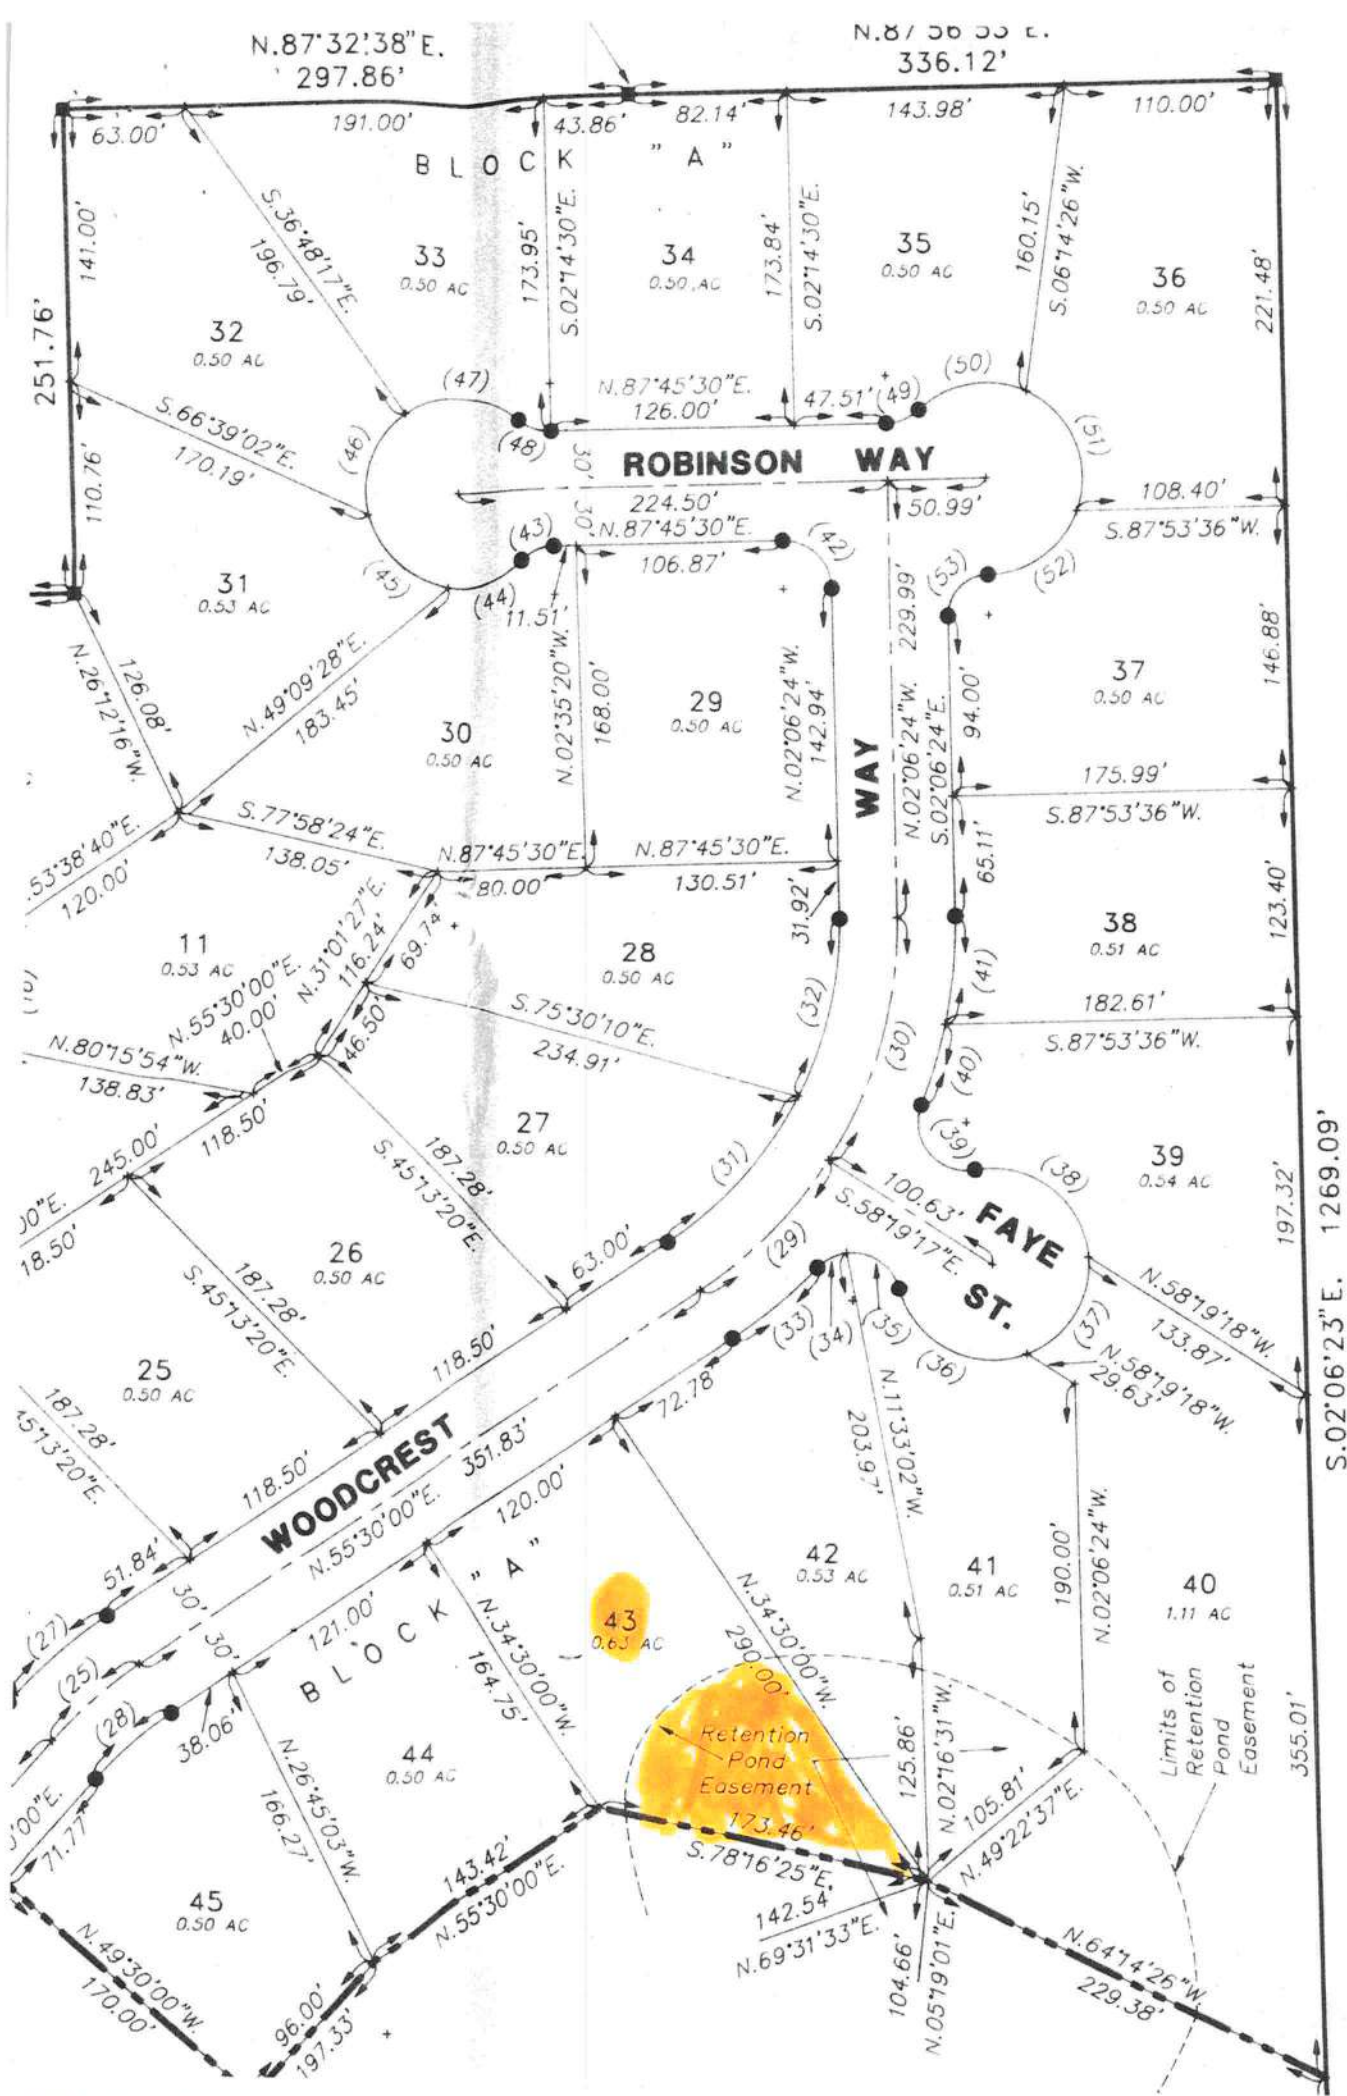 N.87°32'38"E.
297.86'
N.87°56'53"E.
336.12'
63.00'
191.00'
43.86'
82.14'
143.98'
110.00'
BLOCK "A"
141.00'
S.36°48'17"E.
196.79'
33
0.50 AC
173.95'
S.02°14'30"E.
34
0.50 AC
173.84'
S.02°14'30"E.
35
0.50 AC
160.15'
S.06°14'26"W.
36
0.50 AC
221.48'
251.76'
32
0.50 AC
(47)
(50)
N.87°45'30"E.
126.00'
47.51'
(49)
S.66°39'02"E.
170.19'
(46)
(48)
30'
ROBINSON WAY
(51)
110.76'
224.50'
50.99'
108.40'
S.87°53'36"W.
30'
(43)
N.87°45'30"E.
106.87'
(42)
(45)
(44)
11.51'
(53)
(52)
31
0.53 AC
229.99'
126.08'
N.26°12'16"W.
N.49°09'28"E.
183.45'
N.02°35'20"W.
168.00'
29
0.50 AC
N.02°06'24"W.
142.94'
94.00'
37
0.50 AC
146.88'
30
0.50 AC
WAY
N.02°06'24"W.
S.02°06'24"E.
175.99'
S.87°53'36"W.
.53°38'40"E.
120.00'
S.77°58'24"E.
138.05'
N.87°45'30"E.
80.00'
N.87°45'30"E.
130.51'
65.11'
31.92'
11
0.53 AC
N.31°01'27"E.
116.24'
69.74'
28
0.50 AC
38
0.51 AC
123.40'
N.55°30'00"E.
40.00'
46.50'
S.75°30'10"E.
234.91'
(32)
(41)
182.61'
S.87°53'36"W.
N.80°15'54"W.
138.83'
(30)
(40)
27
0.50 AC
118.50'
245.00'
187.28'
S.45°13'20"E.
(31)
(39)
(38)
39
0.54 AC
197.32'
1269.09'
S.02°06'23"E.
00"E.
18.50'
100.63'
S.58°19'17"E.
FAYE
ST.
26
0.50 AC
63.00'
(29)
187.28'
S.45°13'20"E.
N.58°19'18"W.
133.87'
(33)
(34)
(35)
(36)
(37)
N.58°19'18"W.
29.63'
25
0.50 AC
118.50'
72.78'
187.28'
45°13'20"E.
118.50'
WOODCREST
351.83'
N.55°30'00"E.
120.00'
N.11°33'02"W.
203.97'
BLOCK "A"
51.84'
30'
30'
(27)
(25)
(28)
121.00'
43
0.63 AC
42
0.53 AC
41
0.51 AC
190.00'
N.02°06'24"W.
40
1.11 AC
N.34°30'00"W.
164.75'
N.34°30'00"W.
290.00'
38.06'
Retention
Pond
Easement
125.86'
N.02°16'31"W.
Limits of
Retention
Pond
Easement
355.01'
44
0.50 AC
N.26°45'03"W.
166.27'
0'00"E.
71.77'
173.46'
S.78°16'25"E.
105.81'
N.49°22'37"E.
143.42'
N.55°30'00"E.
45
0.50 AC
142.54'
N.69°31'33"E.
104.66'
N.05°19'01"E.
N.64°14'26"W.
229.38'
N.49°30'00"W.
170.00'
96.00'
197.33'